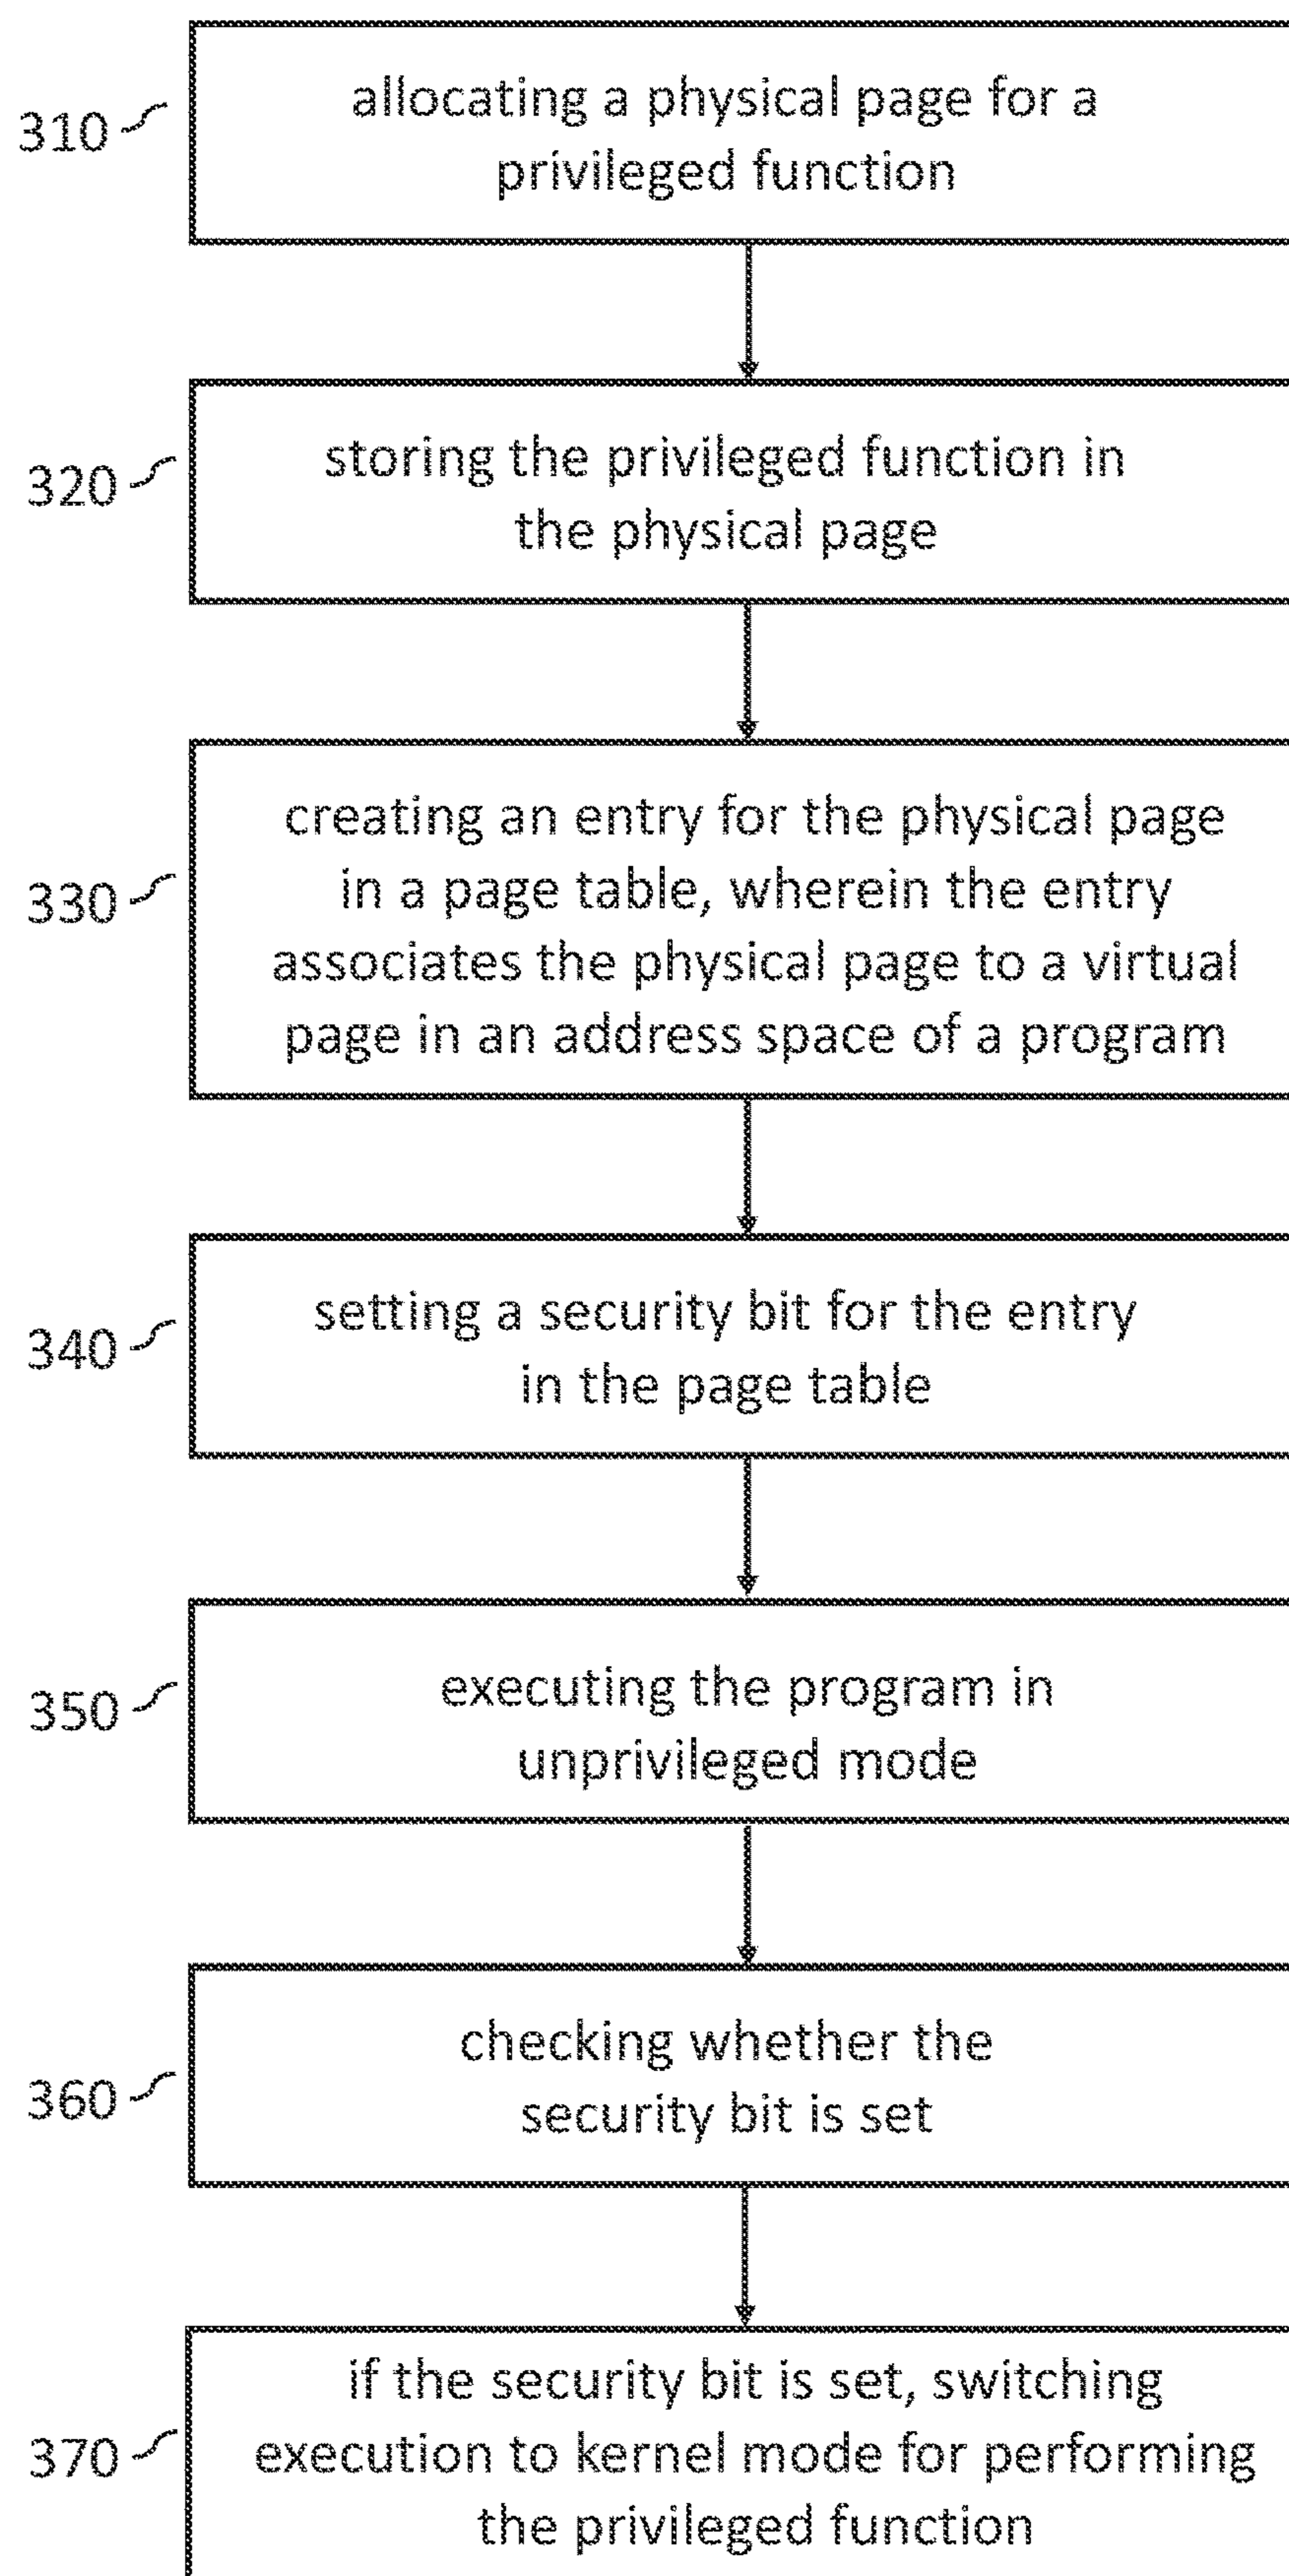 310
allocating a physical page for a
privileged function
320
storing the privileged function in
the physical page
330
creating an entry for the physical page
in a page table, wherein the entry
associates the physical page to a virtual
page in an address space of a program
340
setting a security bit for the entry
in the page table
350
executing the program in
unprivileged mode
360
checking whether the
security bit is set
370
if the security bit is set, switching
execution to kernel mode for performing
the privileged function